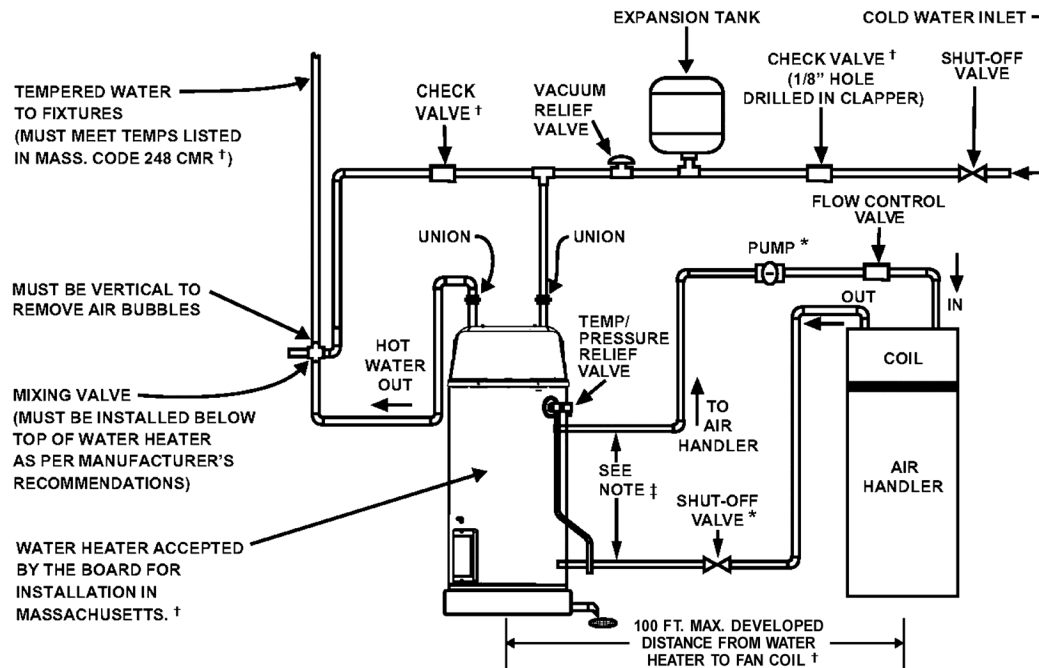 EXPANSION TANK
COLD WATER INLET
TEMPERED WATER
TO FIXTURES
(MUST MEET TEMPS LISTED
IN MASS. CODE 248 CMR †)
CHECK
VALVE †
VACUUM
RELIEF
VALVE
CHECK VALVE †
(1/8” HOLE
DRILLED IN CLAPPER)
SHUT-OFF
VALVE
FLOW CONTROL
VALVE
UNION
UNION
PUMP *
MUST BE VERTICAL TO
REMOVE AIR BUBBLES
OUT
IN
HOT
WATER
OUT
TEMP/
PRESSURE
RELIEF
VALVE
COIL
MIXING VALVE
(MUST BE INSTALLED BELOW
TOP OF WATER HEATER
AS PER MANUFACTURER’S
RECOMMENDATIONS)
TO
AIR
HANDLER
SEE
NOTE ‡
AIR
HANDLER
SHUT-OFF
VALVE *
WATER HEATER ACCEPTED
BY THE BOARD FOR
INSTALLATION IN
MASSACHUSETTS. †
100 FT. MAX. DEVELOPED
DISTANCE FROM WATER
HEATER TO FAN COIL †